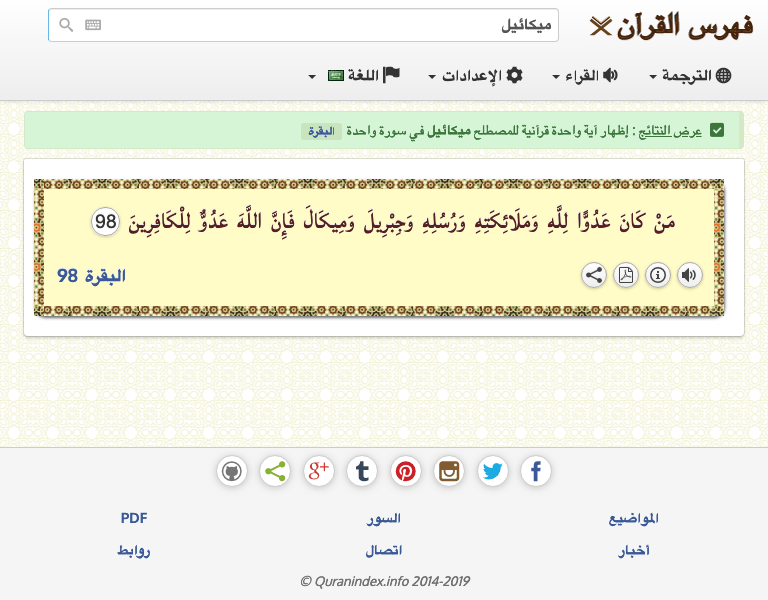 فهرس القرآن
ميكائيل
الترجمة القراء الإعدادات اللغة
عرض النتائج : إظهار آية واحدة قرآنية للمصطلح ميكائيل في سورة واحدة البقرة
مَنْ كَانَ عَدُوًّا لِلَّهِ وَمَلَائِكَتِهِ وَرُسُلِهِ وَجِبْرِيلَ وَمِيكَالَ فَإِنَّ اللَّهَ عَدُوٌّ لِلْكَافِرِينَ 98
البقرة 98
المواضيع السور PDF
أخبار اتصال روابط
© Quranindex.info 2014-2019